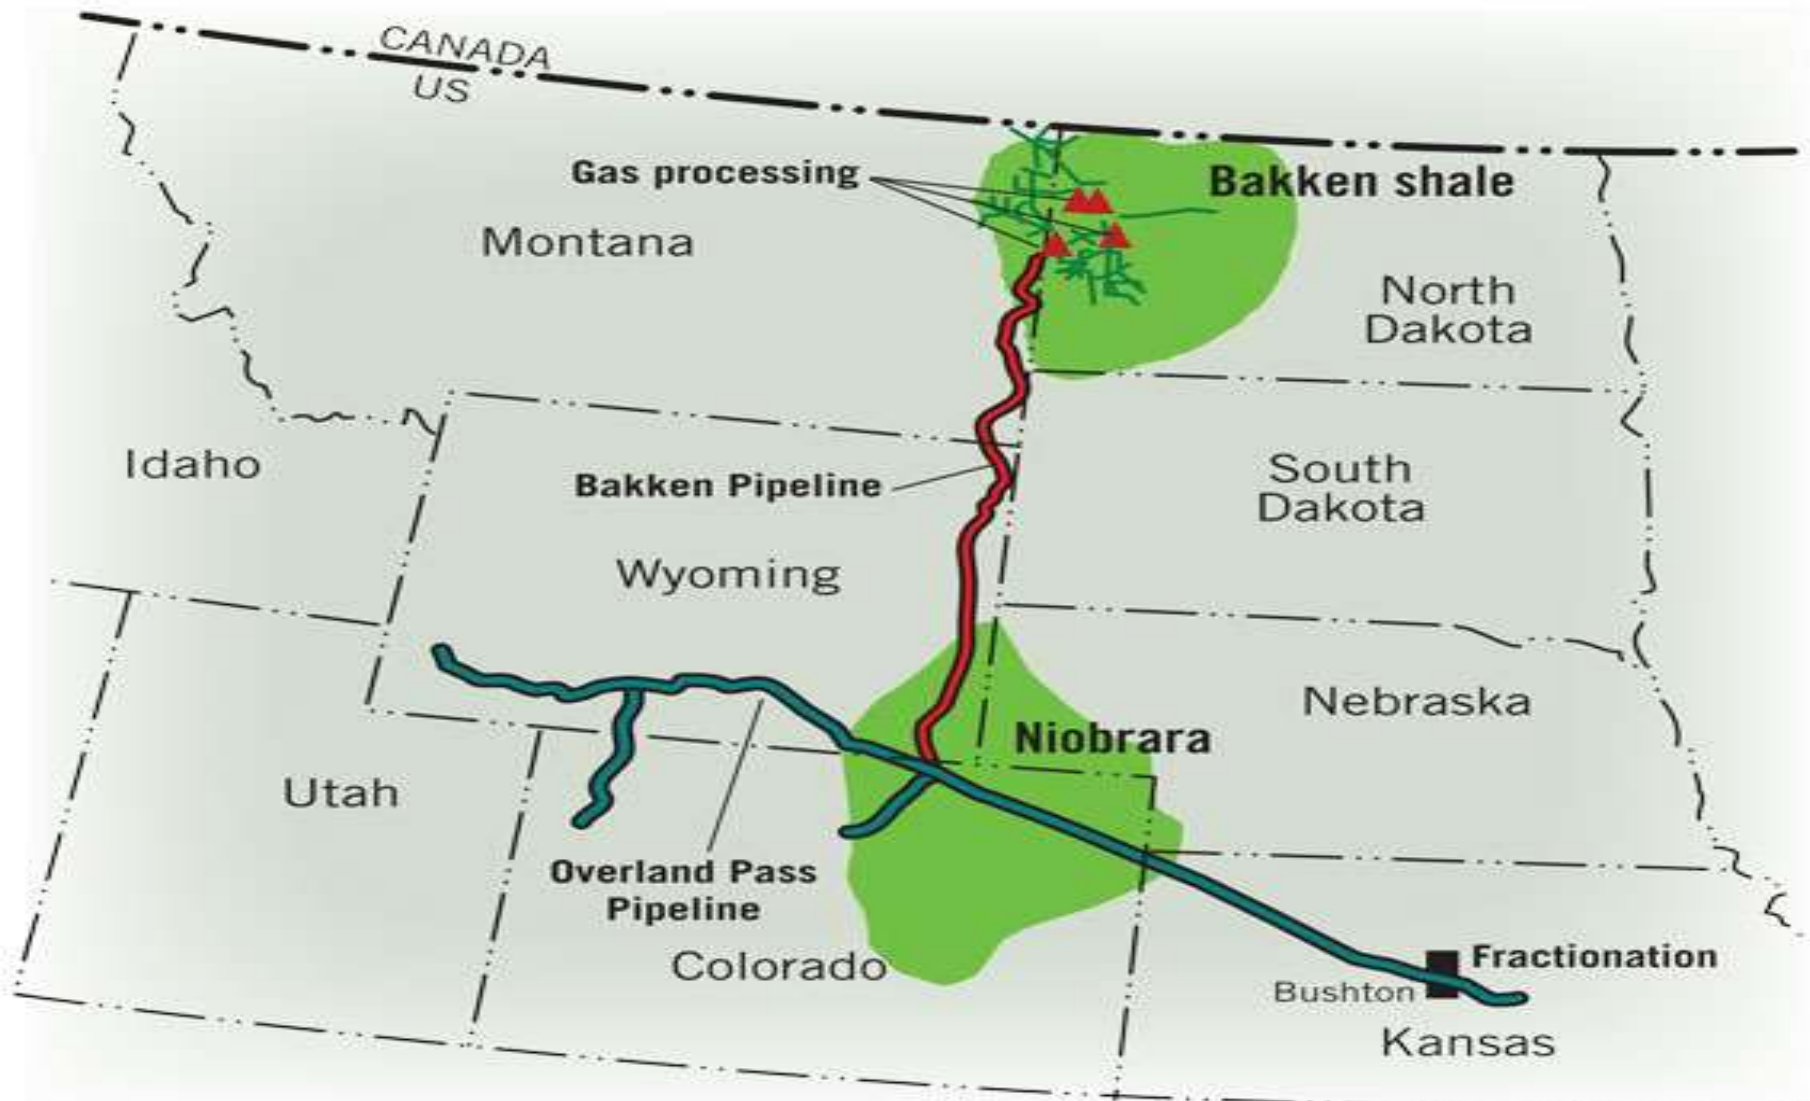 CANADA
US
Gas processing
Bakken shale
Montana
North
Dakota
Idaho
Bakken Pipeline
South
Dakota
Wyoming
Nebraska
Niobrara
Utah
Overland Pass
Pipeline
Colorado
Fractionation
Bushton
Kansas